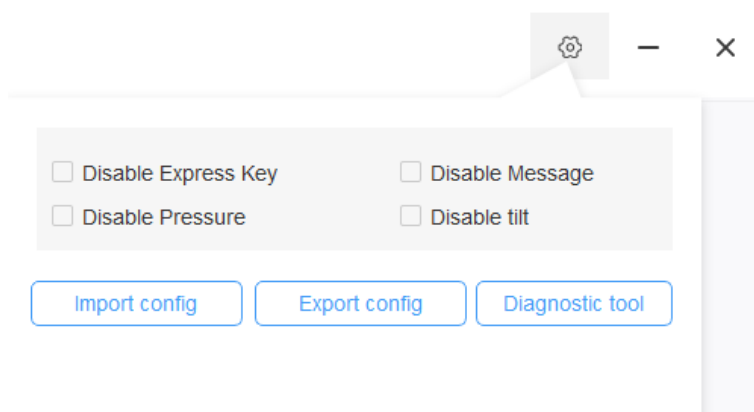 Disable Express Key
Disable Message
Disable Pressure
Disable tilt
Import config
Export config
Diagnostic tool